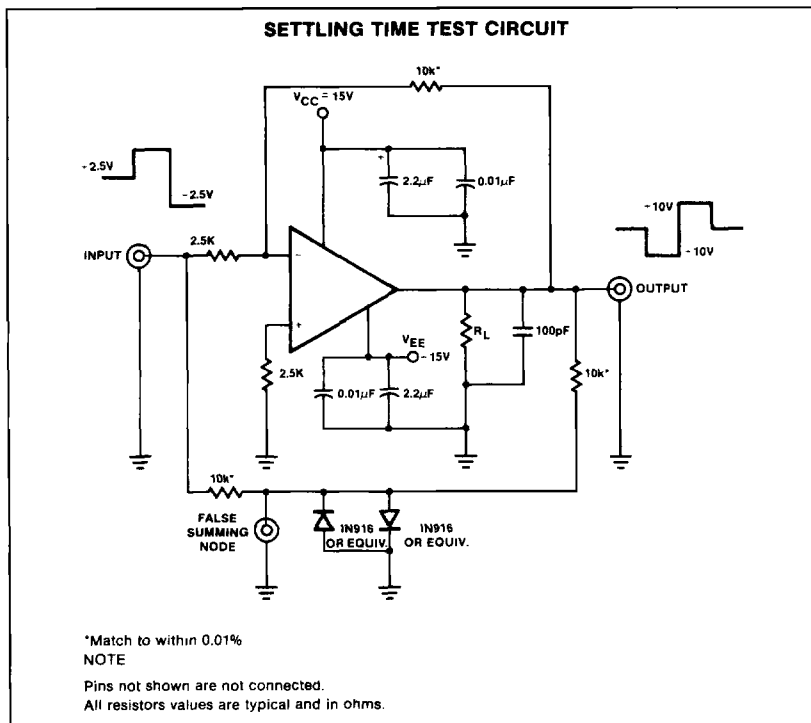 SETTLING TIME TEST CIRCUIT
10k*
VCC = 15V
+
2.2µF
0.01µF
+2.5V
-2.5V
+10V
-10V
2.5K
INPUT
-
+
OUTPUT
RL
100pF
VEE
-15V
2.5K
0.01µF
2.2µF
10k*
10k*
FALSE
SUMMING
NODE
IN916
OR EQUIV.
IN916
OR EQUIV.
*Match to within 0.01%
NOTE
Pins not shown are not connected.
All resistors values are typical and in ohms.